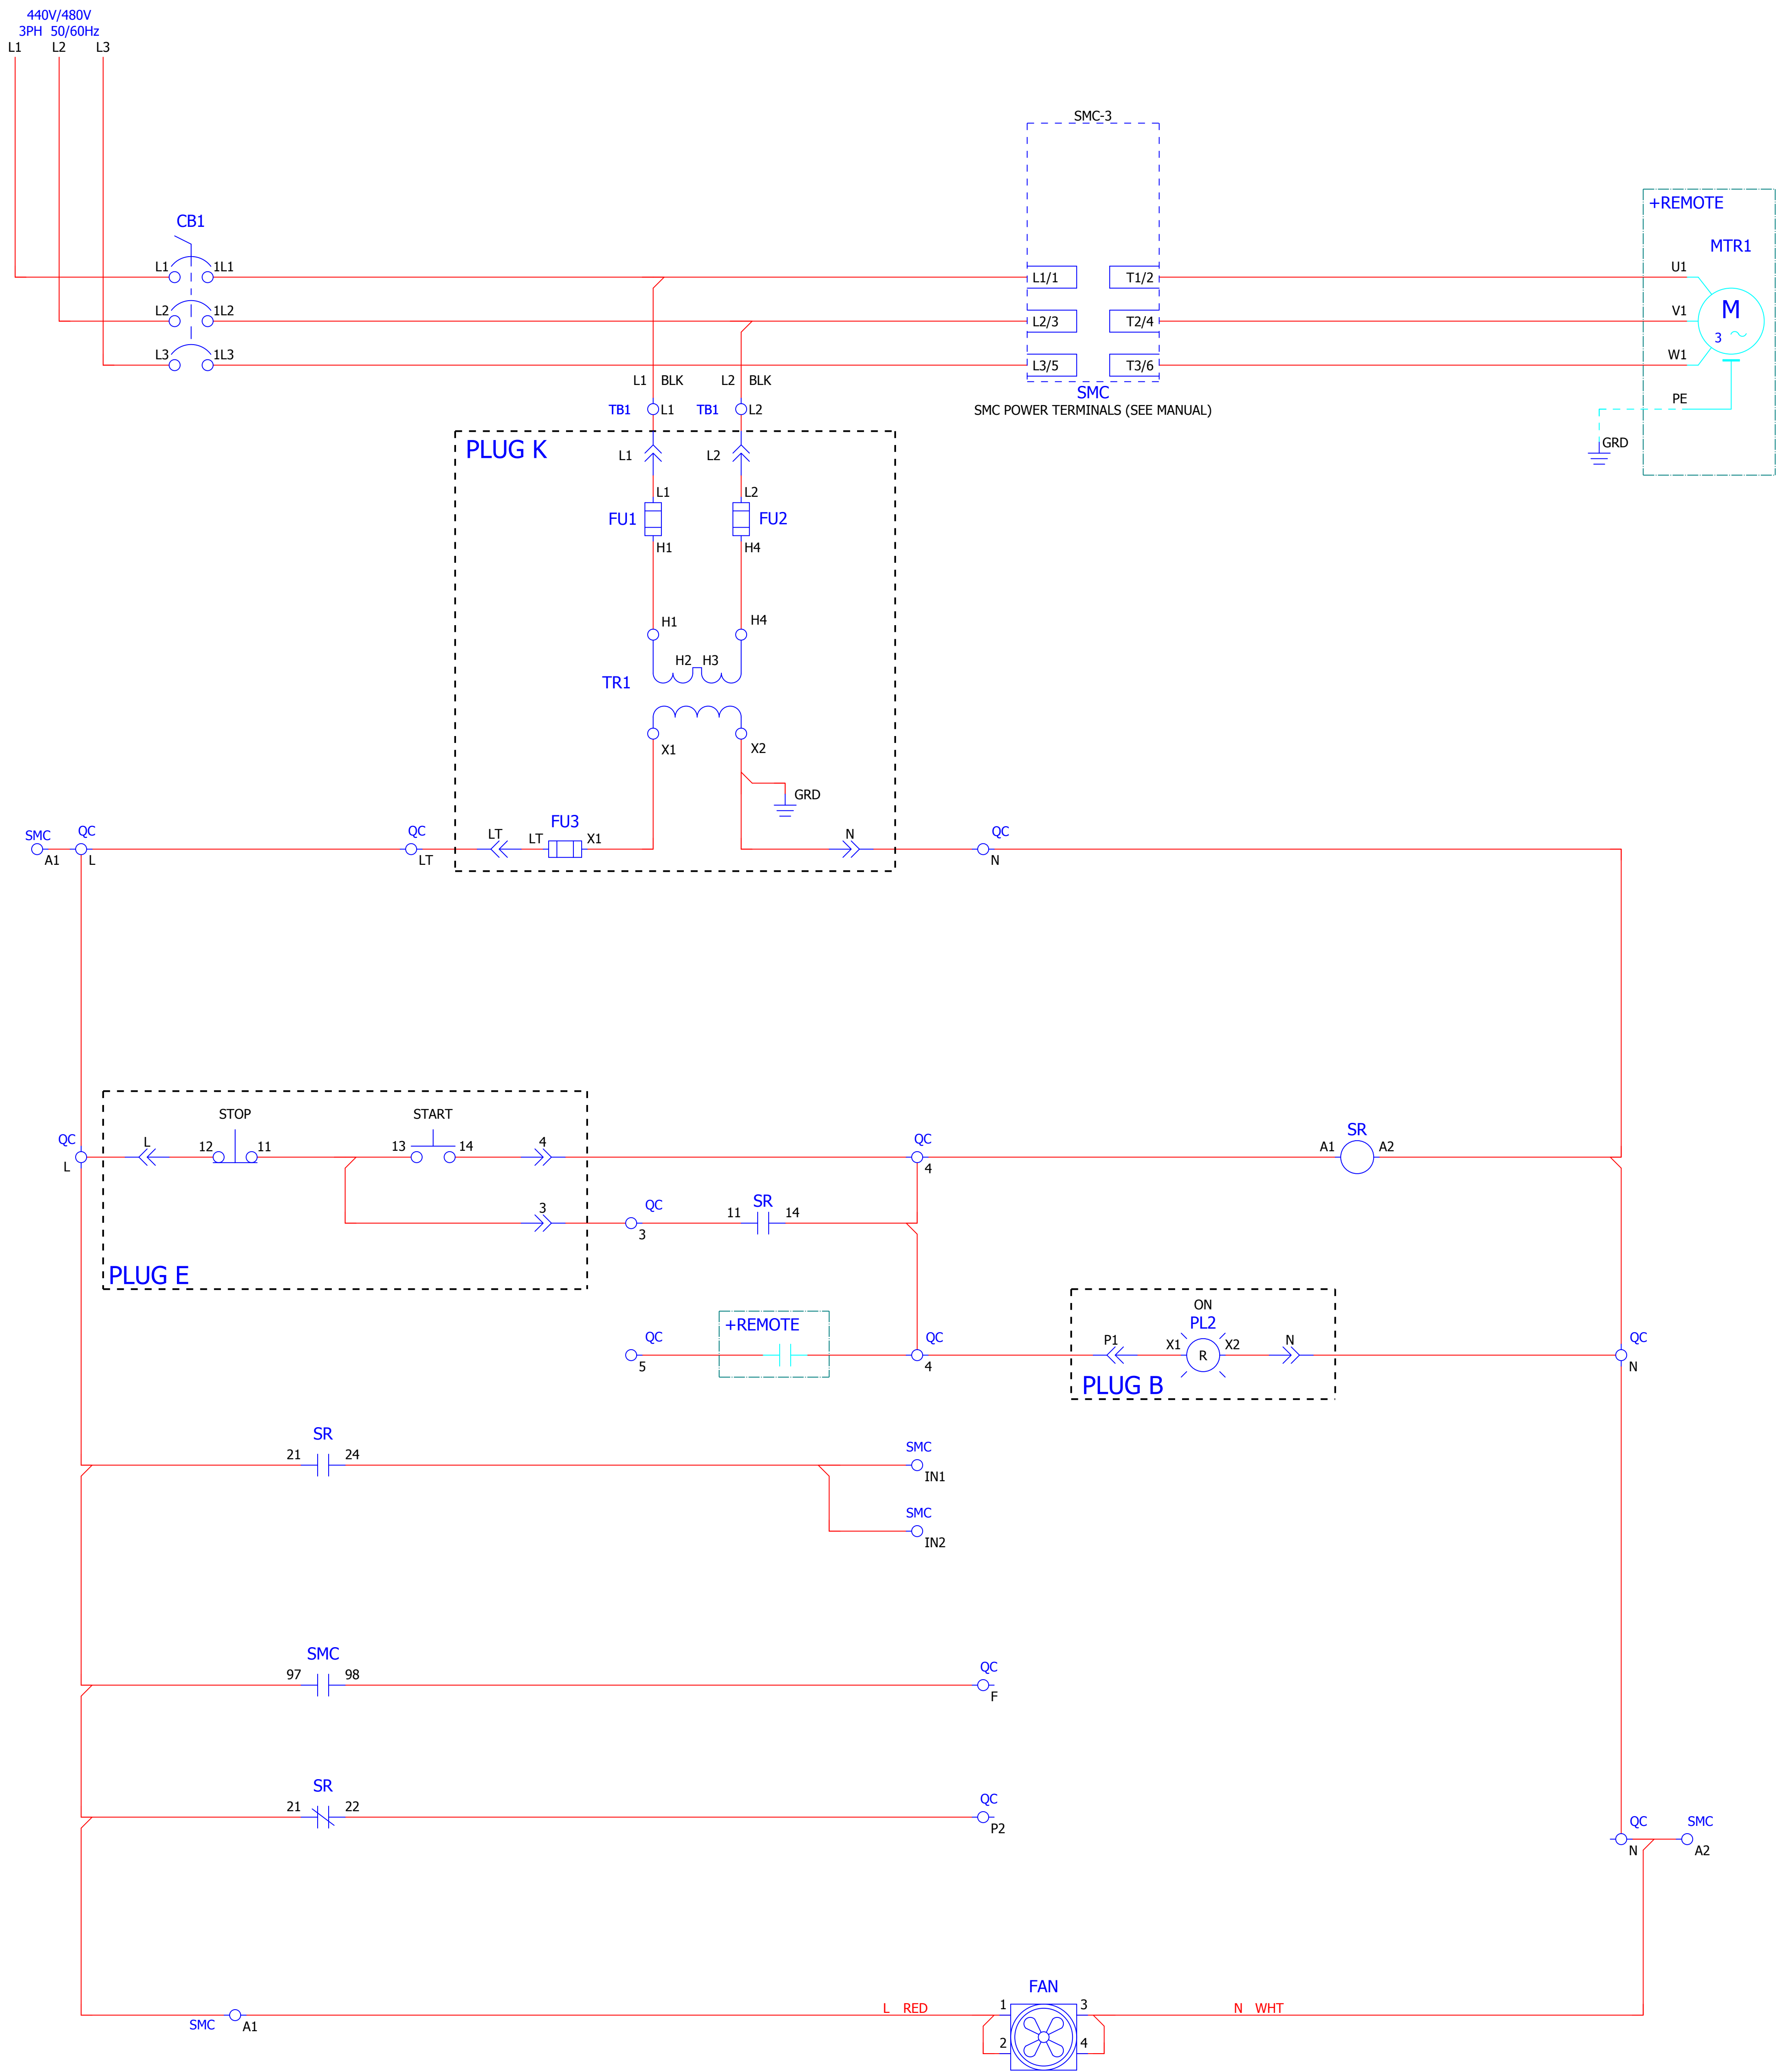 440V/480V
3PH 50/60Hz
L1 L2 L3
SMC-3
+REMOTE
CB1
MTR1
L1 1L1 L1/1 T1/2 U1
L2 1L2 L2/3 T2/4 V1
M
3
L3 1L3 L3/5 T3/6 W1
L1 BLK L2 BLK
SMC
PE
TB1 L1 TB1 L2
SMC POWER TERMINALS (SEE MANUAL)
GRD
PLUG K
L1 L2
L1 L2
FU1 FU2
H1 H4
H1 H4
H2 H3
TR1
X1 X2
GRD
FU3
SMC QC QC LT LT X1 N QC
A1 L LT N
STOP START
QC L 12 11 13 14 4 QC SR
L 4 A1 A2
3 QC 11 SR 14
3
PLUG E
+REMOTE
ON
PL2
QC QC P1 X1 R X2 N QC
5 4 N
PLUG B
SR
21 24 SMC
IN1
SMC
IN2
SMC
97 98 QC
F
SR
21 22 QC
P2
QC SMC
N A2
FAN
L RED 1 3 N WHT
SMC A1
2 4